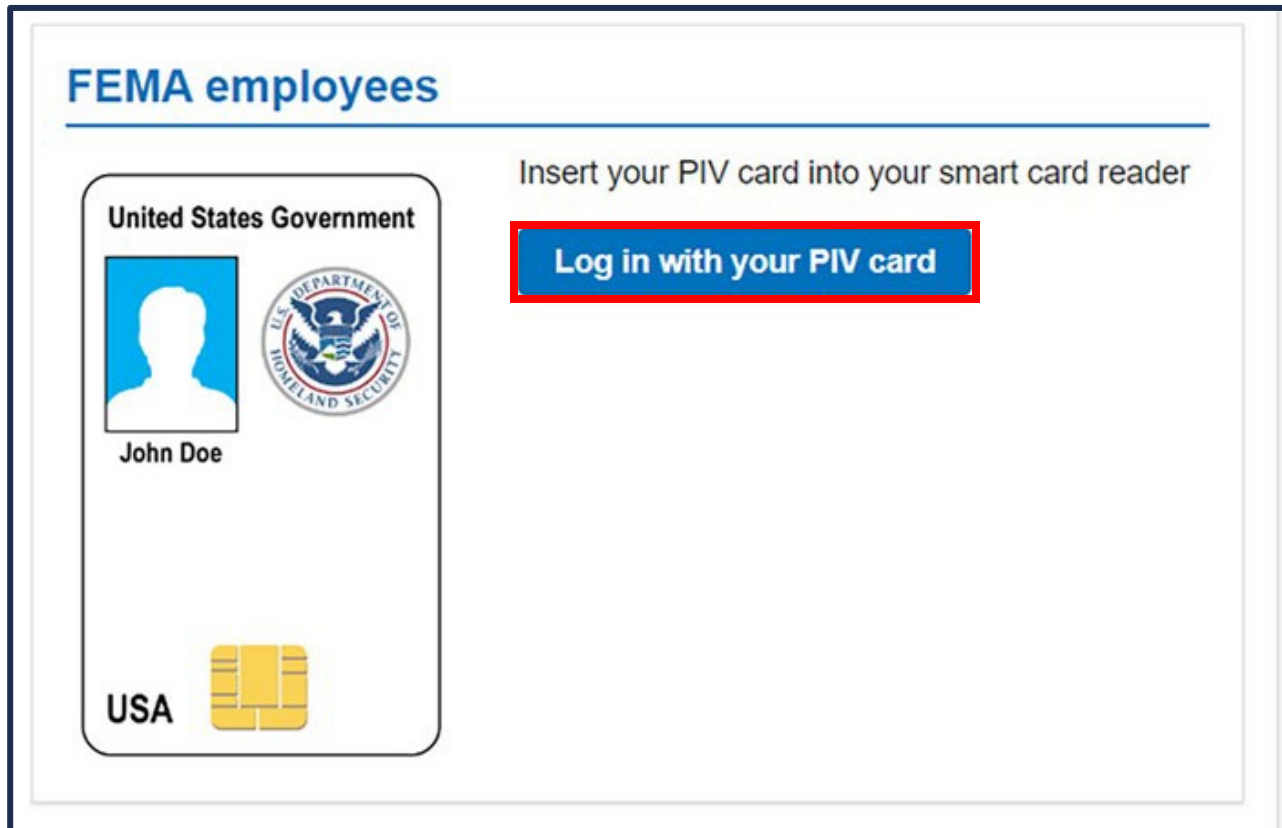 FEMA employees
Insert your PIV card into your smart card reader
Log in with your PIV card
United States Government
U.S. DEPARTMENT OF
HOMELAND SECURITY
John Doe
USA